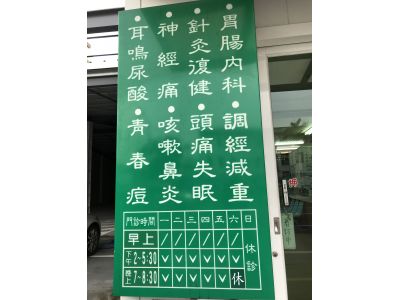 ●胃腸內科●調經減重
●針灸復健●頭痛失眠
●神經痛●咳嗽鼻炎
●耳鳴尿酸●青春痘
門診時間 一 二 三 四 五 六 日
早上 / / / / / / 休診
下午 2~5:30 ∨ ∨ ∨ ∨ ∨ ∨
晚上 7~8:30 ∨ ∨ ∨ ∨ ∨ 休